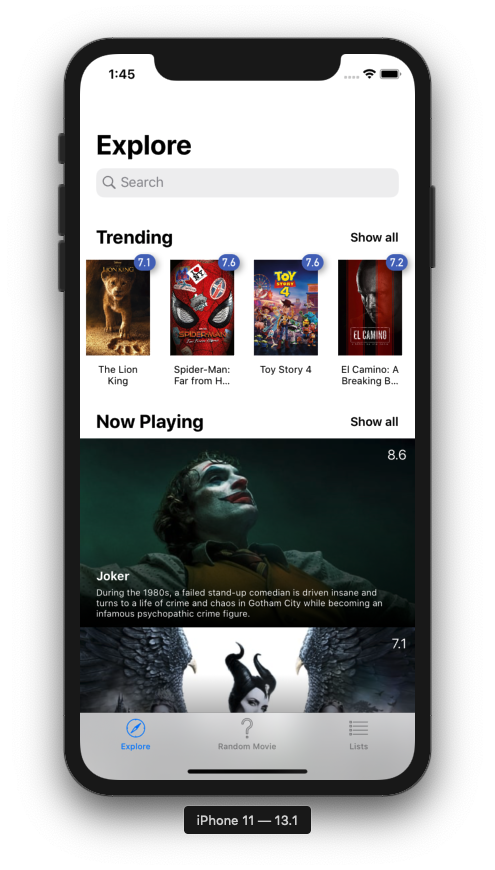 1:45
Explore
Search
Trending
Show all
7.1
7.6
7.6
7.2
THE LION KING
SPIDER-MAN
Far From Home
TOY
STORY
4
EL CAMINO
The Lion
King
Spider-Man:
Far from H...
Toy Story 4
El Camino: A
Breaking B...
Now Playing
Show all
8.6
Joker
During the 1980s, a failed stand-up comedian is driven insane and
turns to a life of crime and chaos in Gotham City while becoming an
infamous psychopathic crime figure.
7.1
Explore
Random Movie
Lists
iPhone 11 — 13.1